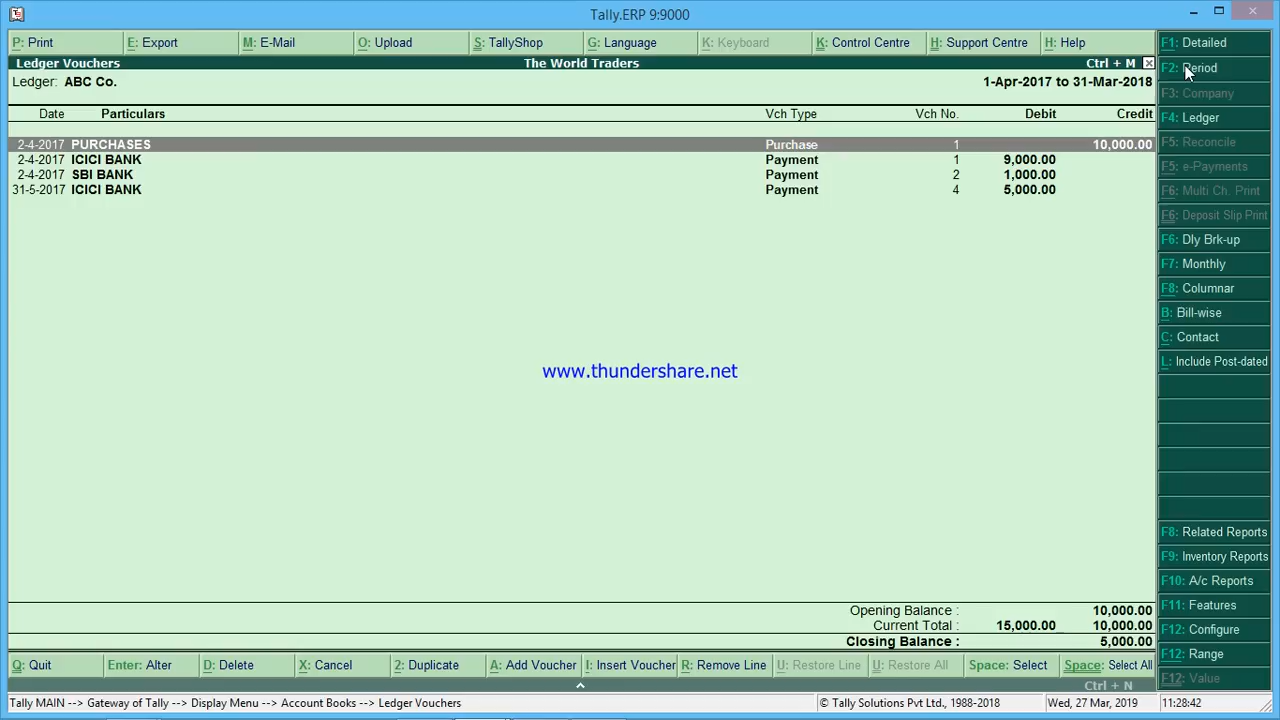 Tally.ERP 9:9000
P: Print E: Export M: E-Mail O: Upload S: TallyShop G: Language K: Keyboard K: Control Centre H: Support Centre H: Help
Ledger Vouchers The World Traders Ctrl + M
Ledger: ABC Co. 1-Apr-2017 to 31-Mar-2018
Date Particulars Vch Type Vch No. Debit Credit
2-4-2017 PURCHASES Purchase 1 10,000.00
2-4-2017 ICICI BANK Payment 1 9,000.00
2-4-2017 SBI BANK Payment 2 1,000.00
31-5-2017 ICICI BANK Payment 4 5,000.00
www.thundershare.net
Opening Balance : 10,000.00
Current Total : 15,000.00 10,000.00
Closing Balance : 5,000.00
Q: Quit Enter: Alter D: Delete X: Cancel 2: Duplicate A: Add Voucher I: Insert Voucher R: Remove Line U: Restore Line U: Restore All Space: Select Space: Select All
Ctrl + N
Tally MAIN --> Gateway of Tally --> Display Menu --> Account Books --> Ledger Vouchers © Tally Solutions Pvt Ltd., 1988-2018 Wed, 27 Mar, 2019 11:28:42
F1: Detailed
F2: Period
F3: Company
F4: Ledger
F5: Reconcile
F5: e-Payments
F6: Multi Ch. Print
F6: Deposit Slip Print
F6: Dly Brk-up
F7: Monthly
F8: Columnar
B: Bill-wise
C: Contact
L: Include Post-dated
F8: Related Reports
F9: Inventory Reports
F10: A/c Reports
F11: Features
F12: Configure
F12: Range
F12: Value